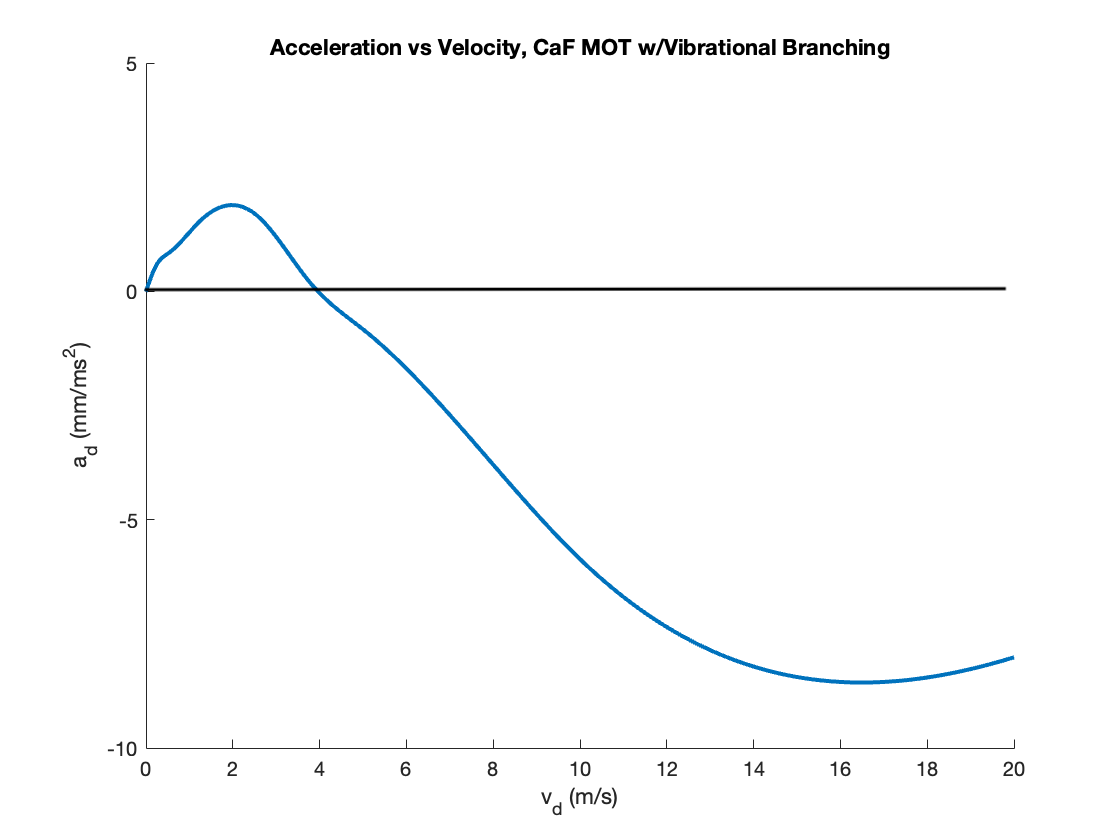 Acceleration vs Velocity, CaF MOT w/Vibrational Branching
5
0
-5
-10
a_d (mm/ms^2)
0 2 4 6 8 10 12 14 16 18 20
v_d (m/s)